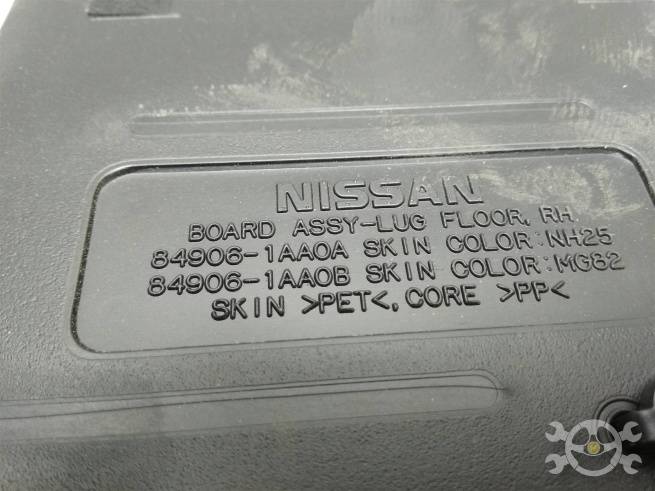 NISSAN
BOARD ASSY-LUG FLOOR, RH
84906-1AA0A SKIN COLOR:NH25
84906-1AA0B SKIN COLOR:MG82
SKIN >PET<, CORE >PP<